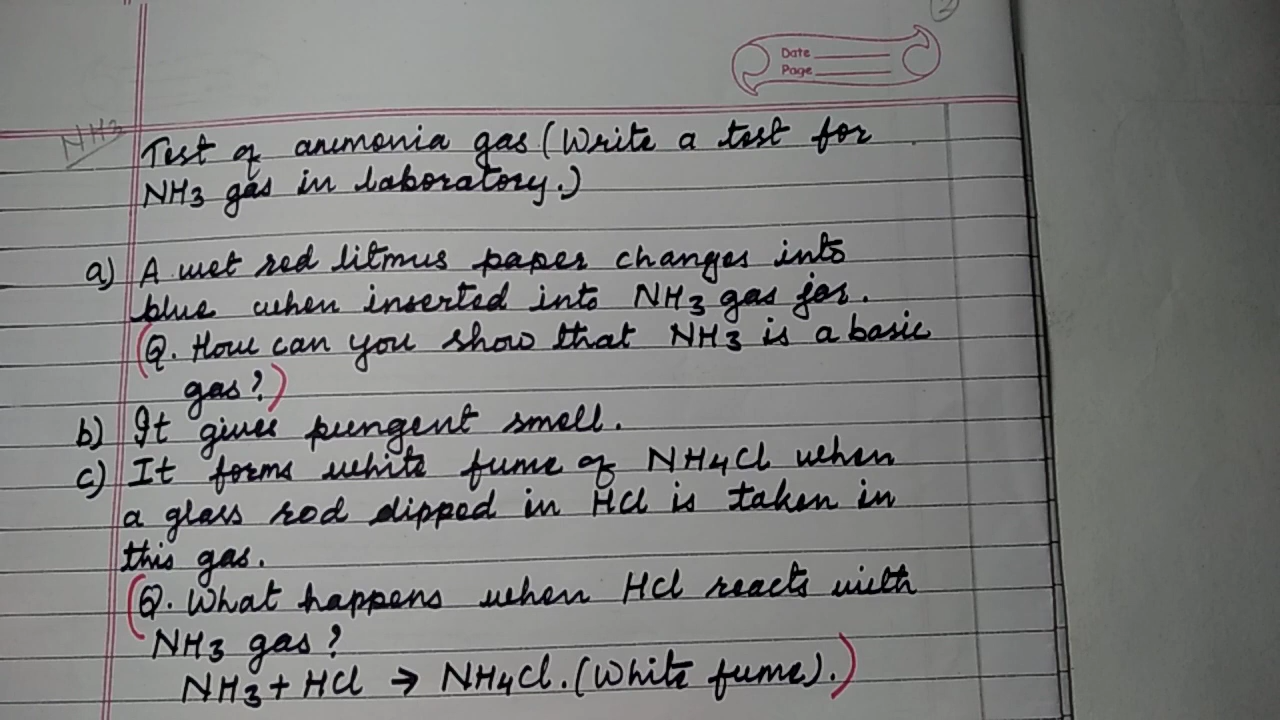 Date
Page
NH3
Test of ammonia gas (Write a test for
NH3 gas in laboratory.)
a) A wet red litmus paper changes into
blue when inserted into NH3 gas jar.
(Q. How can you show that NH3 is a basic
gas?)
b) It gives pungent smell.
c) It forms white fume of NH4Cl when
a glass rod dipped in HCl is taken in
this gas.
(Q. What happens when HCl reacts with
NH3 gas?
NH3 + HCl → NH4Cl. (White fume).)